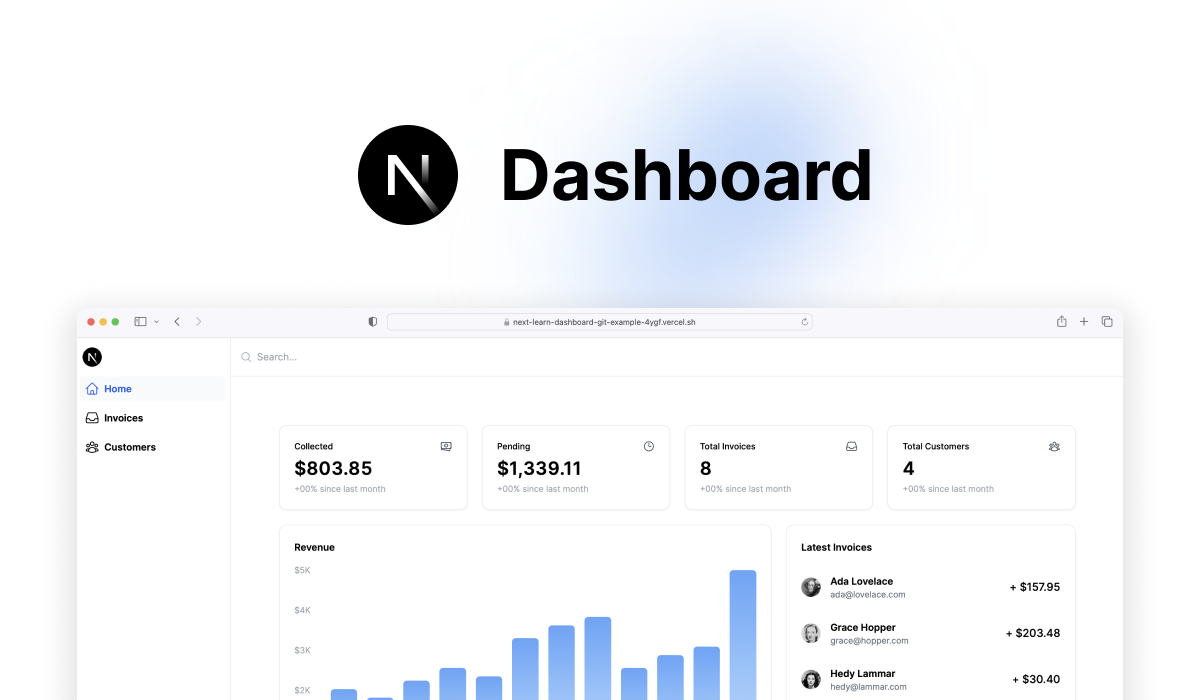 N Dashboard
next-learn-dashboard-git-example-4ygf.vercel.sh
N
Search...
Home
Invoices
Customers
Collected
$803.85
+00% since last month
Pending
$1,339.11
+00% since last month
Total Invoices
8
+00% since last month
Total Customers
4
+00% since last month
Revenue
$5K
$4K
$3K
$2K
Latest Invoices
Ada Lovelace
ada@lovelace.com
+ $157.95
Grace Hopper
grace@hopper.com
+ $203.48
Hedy Lammar
hedy@lammar.com
+ $30.40